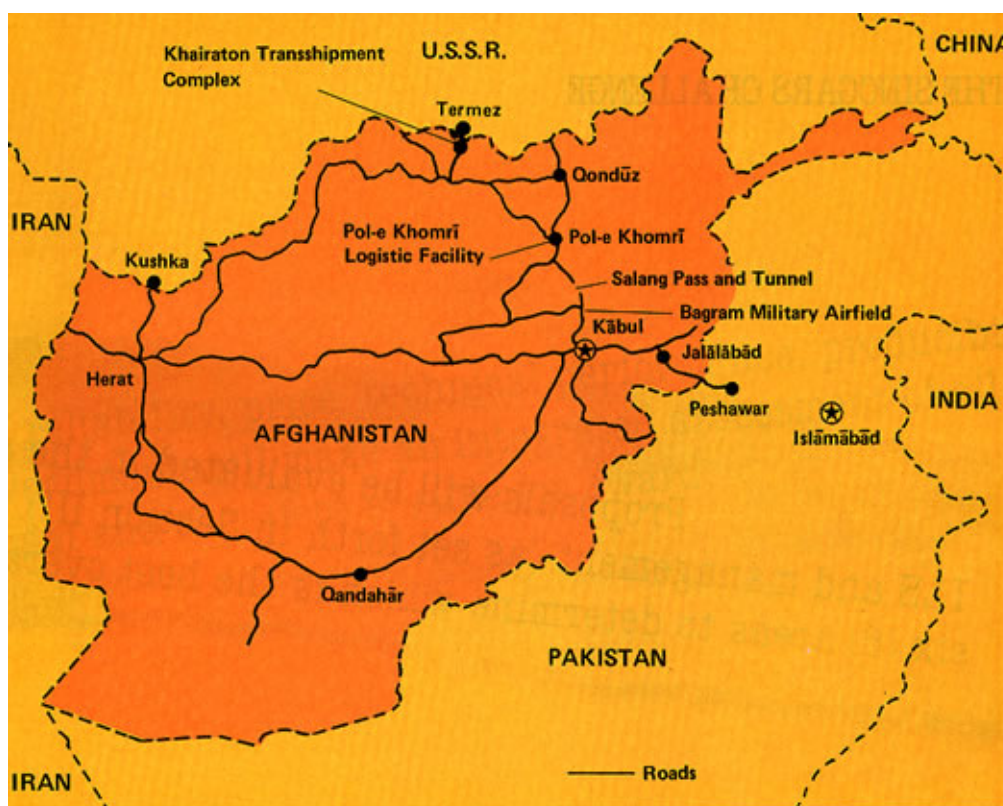 Khairaton Transshipment
Complex
U.S.S.R.
CHINA
Termez
IRAN
Qondūz
Pol-e Khomrī
Logistic Facility
Pol-e Khomrī
Kushka
Salang Pass and Tunnel
Bagram Military Airfield
Kābul
Jalālābād
Herat
Peshawar
INDIA
AFGHANISTAN
Islāmābād
Qandahār
PAKISTAN
IRAN
Roads